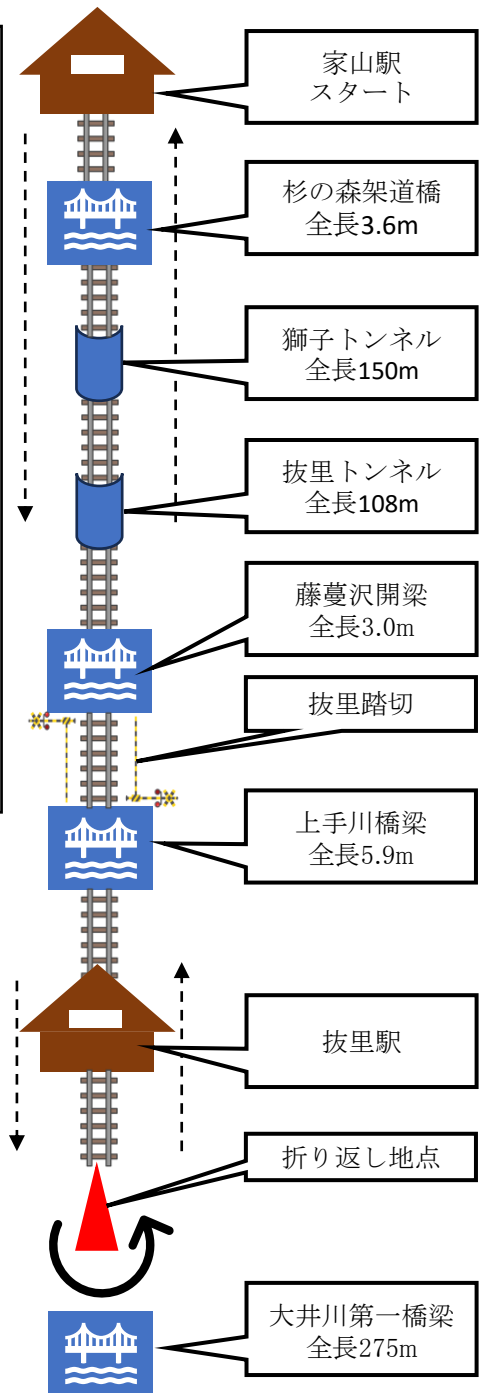 家山駅
スタート
杉の森架道橋
全長3.6m
獅子トンネル
全長150m
抜里トンネル
全長108m
藤蔓沢開梁
全長3.0m
抜里踏切
上手川橋梁
全長5.9m
抜里駅
折り返し地点
大井川第一橋梁
全長275m